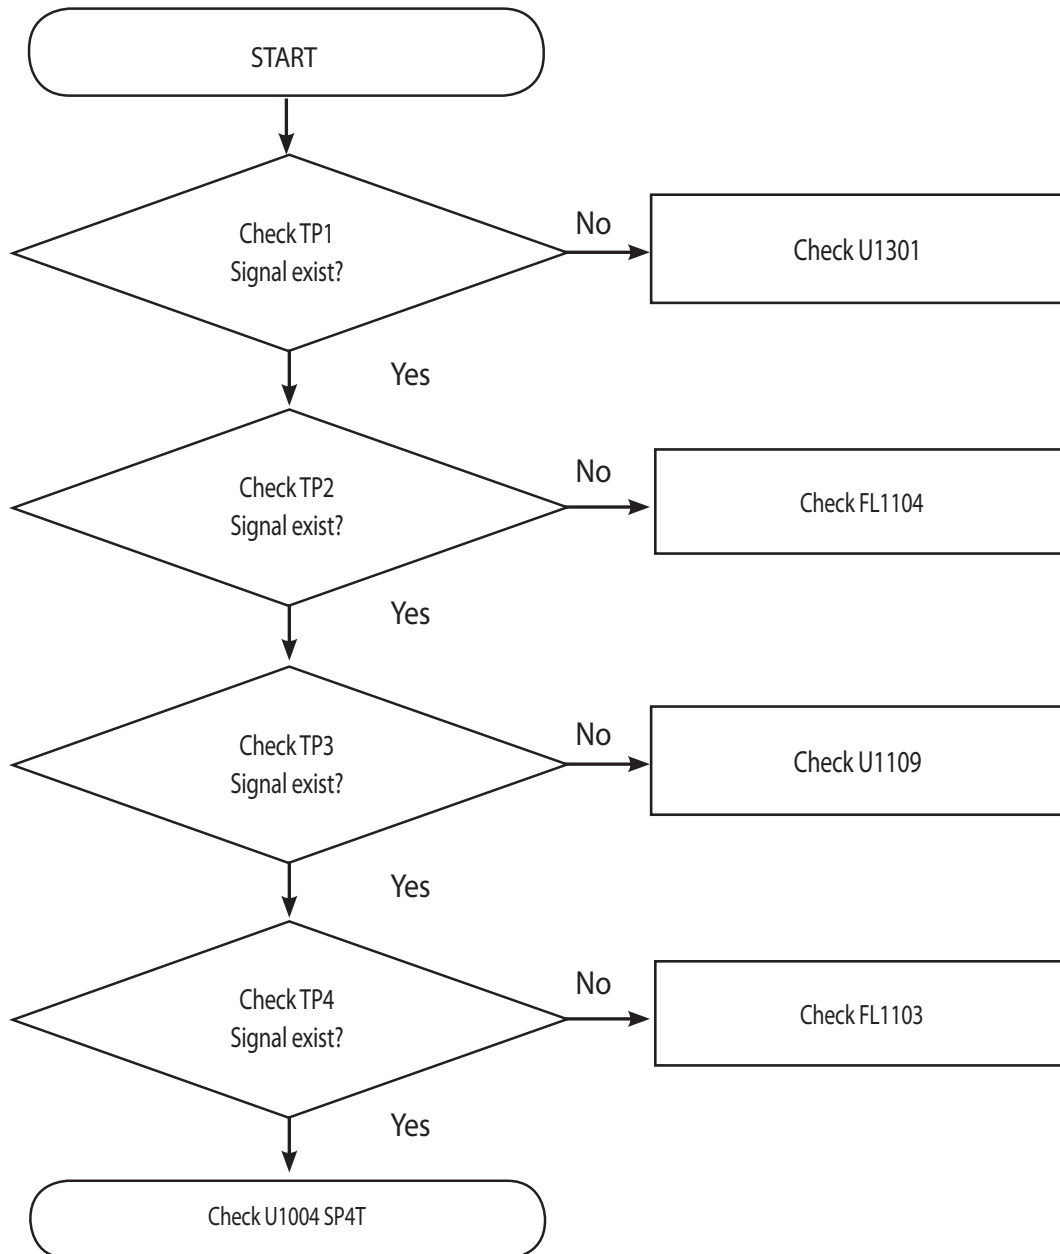 START
Check TP1
Signal exist?
No
Check U1301
Yes
Check TP2
Signal exist?
No
Check FL1104
Yes
Check TP3
Signal exist?
No
Check U1109
Yes
Check TP4
Signal exist?
No
Check FL1103
Yes
Check U1004 SP4T